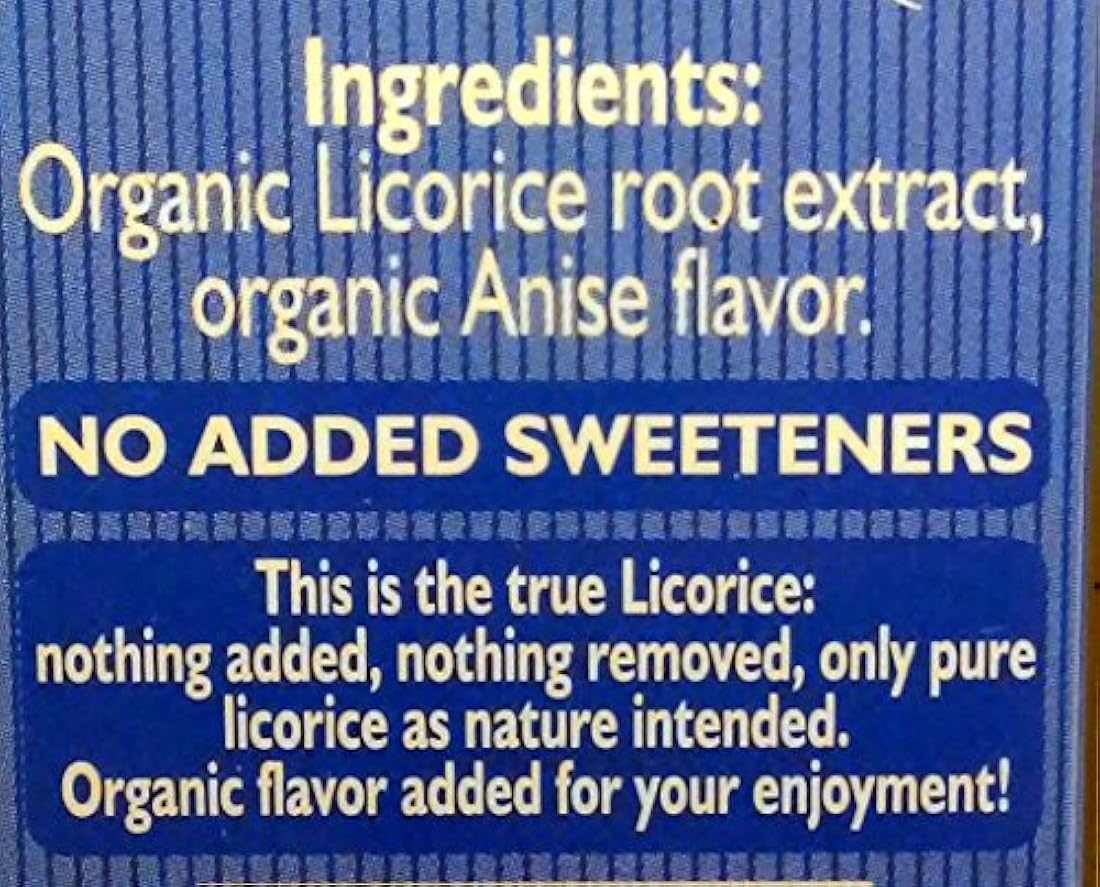 Ingredients:
Organic Licorice root extract,
organic Anise flavor.
NO ADDED SWEETENERS
This is the true Licorice:
nothing added, nothing removed, only pure
licorice as nature intended.
Organic flavor added for your enjoyment!